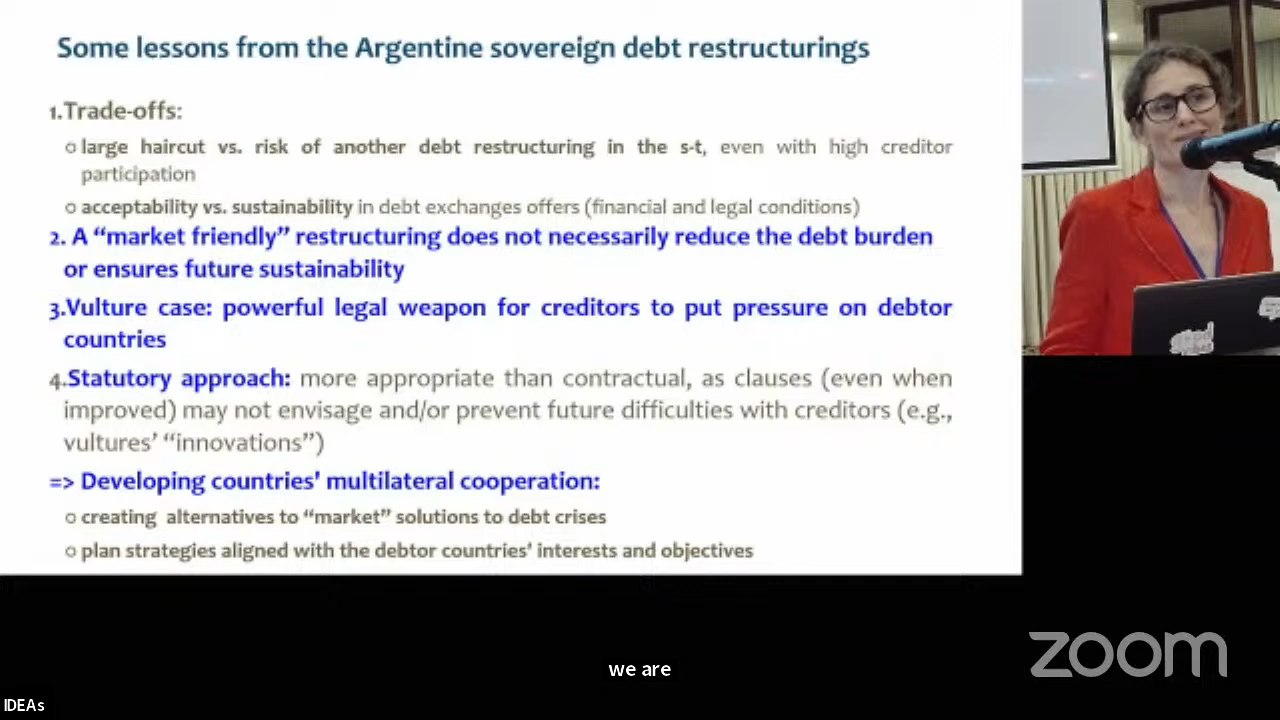 Some lessons from the Argentine sovereign debt restructurings
1.Trade-offs:
o large haircut vs. risk of another debt restructuring in the s-t, even with high creditor
participation
o acceptability vs. sustainability in debt exchanges offers (financial and legal conditions)
2. A “market friendly” restructuring does not necessarily reduce the debt burden
or ensures future sustainability
3.Vulture case: powerful legal weapon for creditors to put pressure on debtor
countries
4.Statutory approach: more appropriate than contractual, as clauses (even when
improved) may not envisage and/or prevent future difficulties with creditors (e.g.,
vultures’ “innovations”)
=> Developing countries’ multilateral cooperation:
o creating alternatives to “market” solutions to debt crises
o plan strategies aligned with the debtor countries’ interests and objectives
zoom
we are
IDEAs